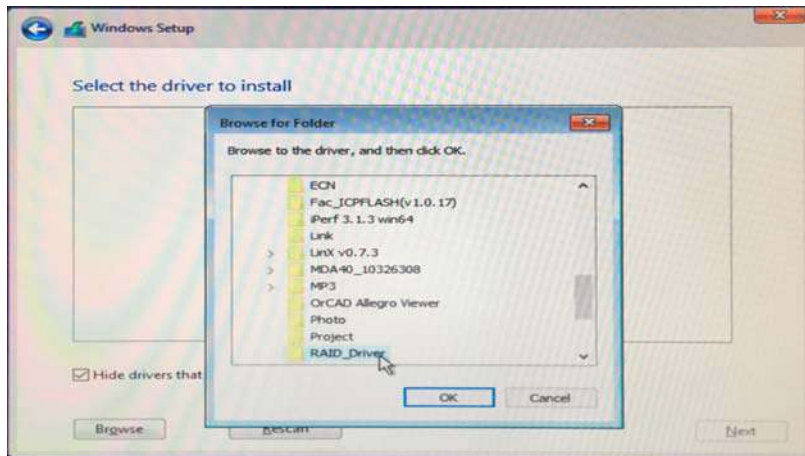 Windows Setup
Select the driver to install
Browse for Folder
Browse to the driver, and then click OK.
ECN
Fac_ICPFLASH(v1.0.17)
iPerf 3.1.3 win64
Link
LinX v0.7.3
MDA40_10326308
MP3
OrCAD Allegro Viewer
Photo
Project
RAID_Driver
Hide drivers that
OK
Cancel
Browse
Rescan
Next